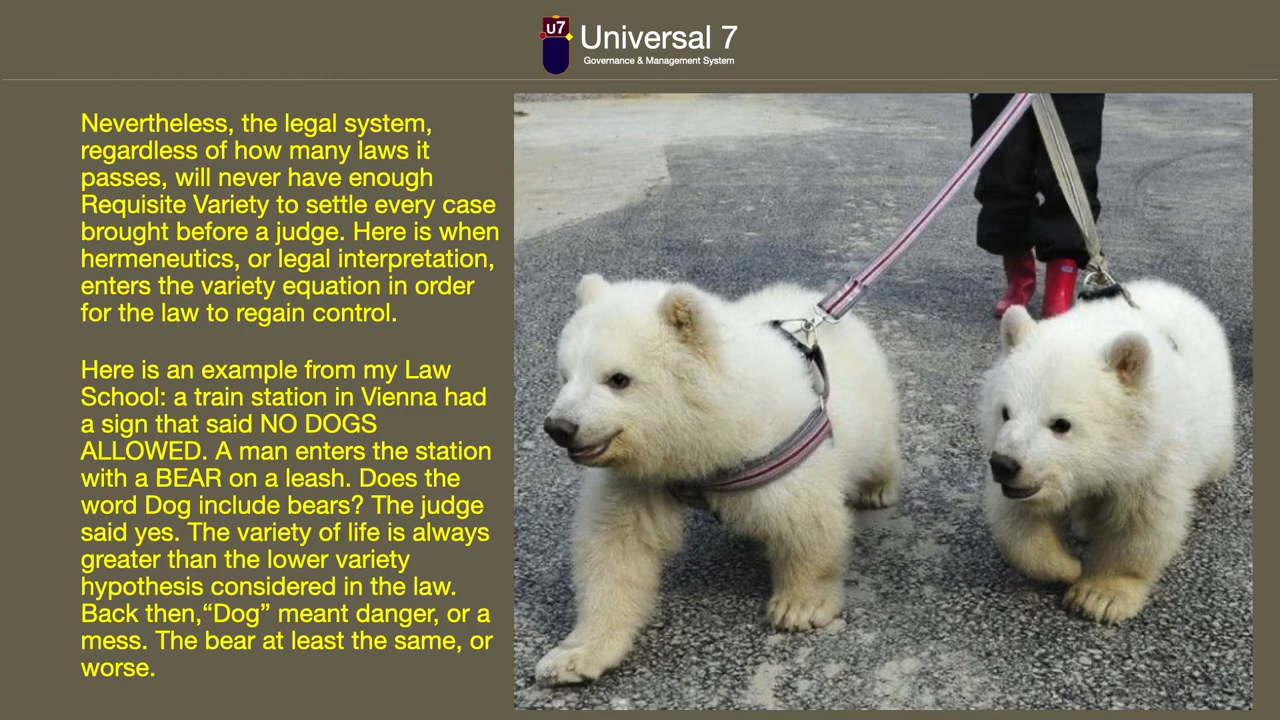 U7
Universal 7
Governance & Management System
Nevertheless, the legal system,
regardless of how many laws it
passes, will never have enough
Requisite Variety to settle every case
brought before a judge. Here is when
hermeneutics, or legal interpretation,
enters the variety equation in order
for the law to regain control.
Here is an example from my Law
School: a train station in Vienna had
a sign that said NO DOGS
ALLOWED. A man enters the station
with a BEAR on a leash. Does the
word Dog include bears? The judge
said yes. The variety of life is always
greater than the lower variety
hypothesis considered in the law.
Back then,“Dog” meant danger, or a
mess. The bear at least the same, or
worse.